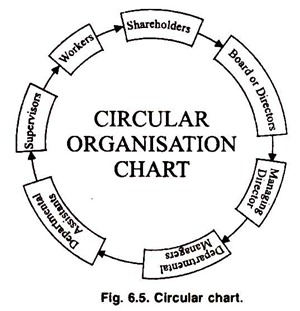 Shareholders
Board or Directors
Managing
Director
Departmental
Managers
Departmental
Assistants
Supervisors
Workers
CIRCULAR
ORGANISATION
CHART
Fig. 6.5. Circular chart.